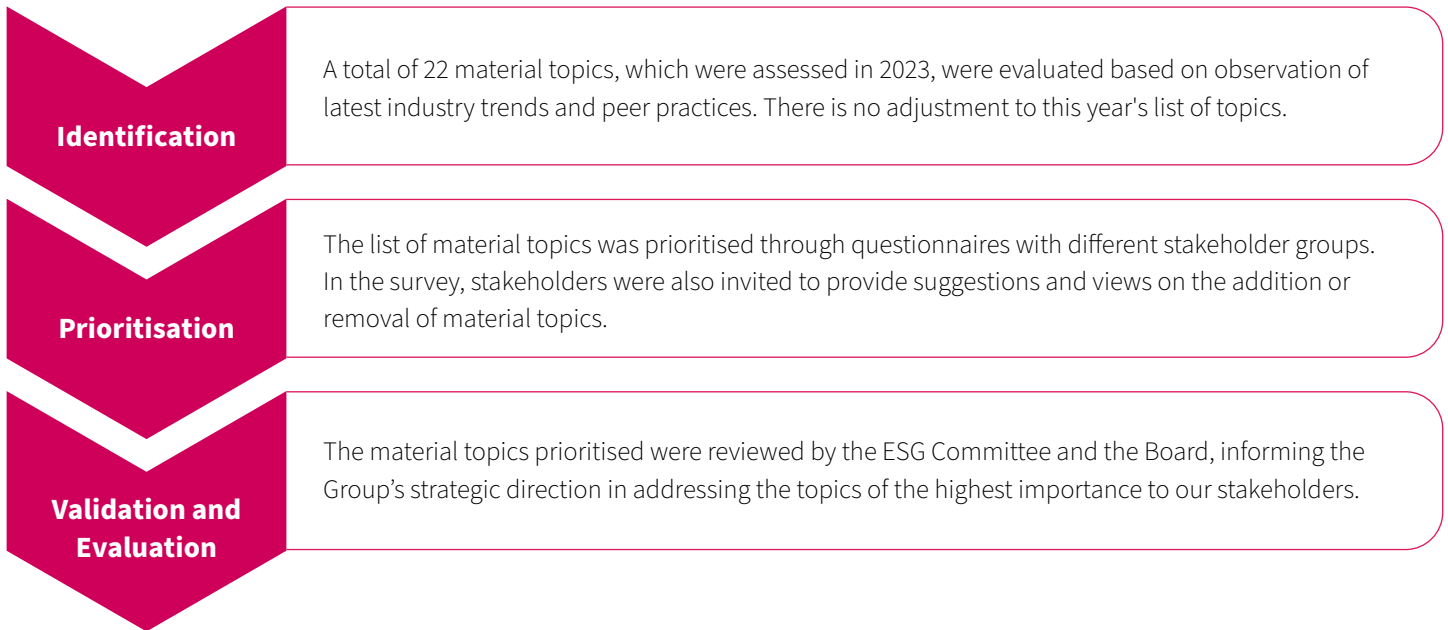 Identification
A total of 22 material topics, which were assessed in 2023, were evaluated based on observation of
latest industry trends and peer practices. There is no adjustment to this year's list of topics.
Prioritisation
The list of material topics was prioritised through questionnaires with different stakeholder groups.
In the survey, stakeholders were also invited to provide suggestions and views on the addition or
removal of material topics.
Validation and
Evaluation
The material topics prioritised were reviewed by the ESG Committee and the Board, informing the
Group’s strategic direction in addressing the topics of the highest importance to our stakeholders.